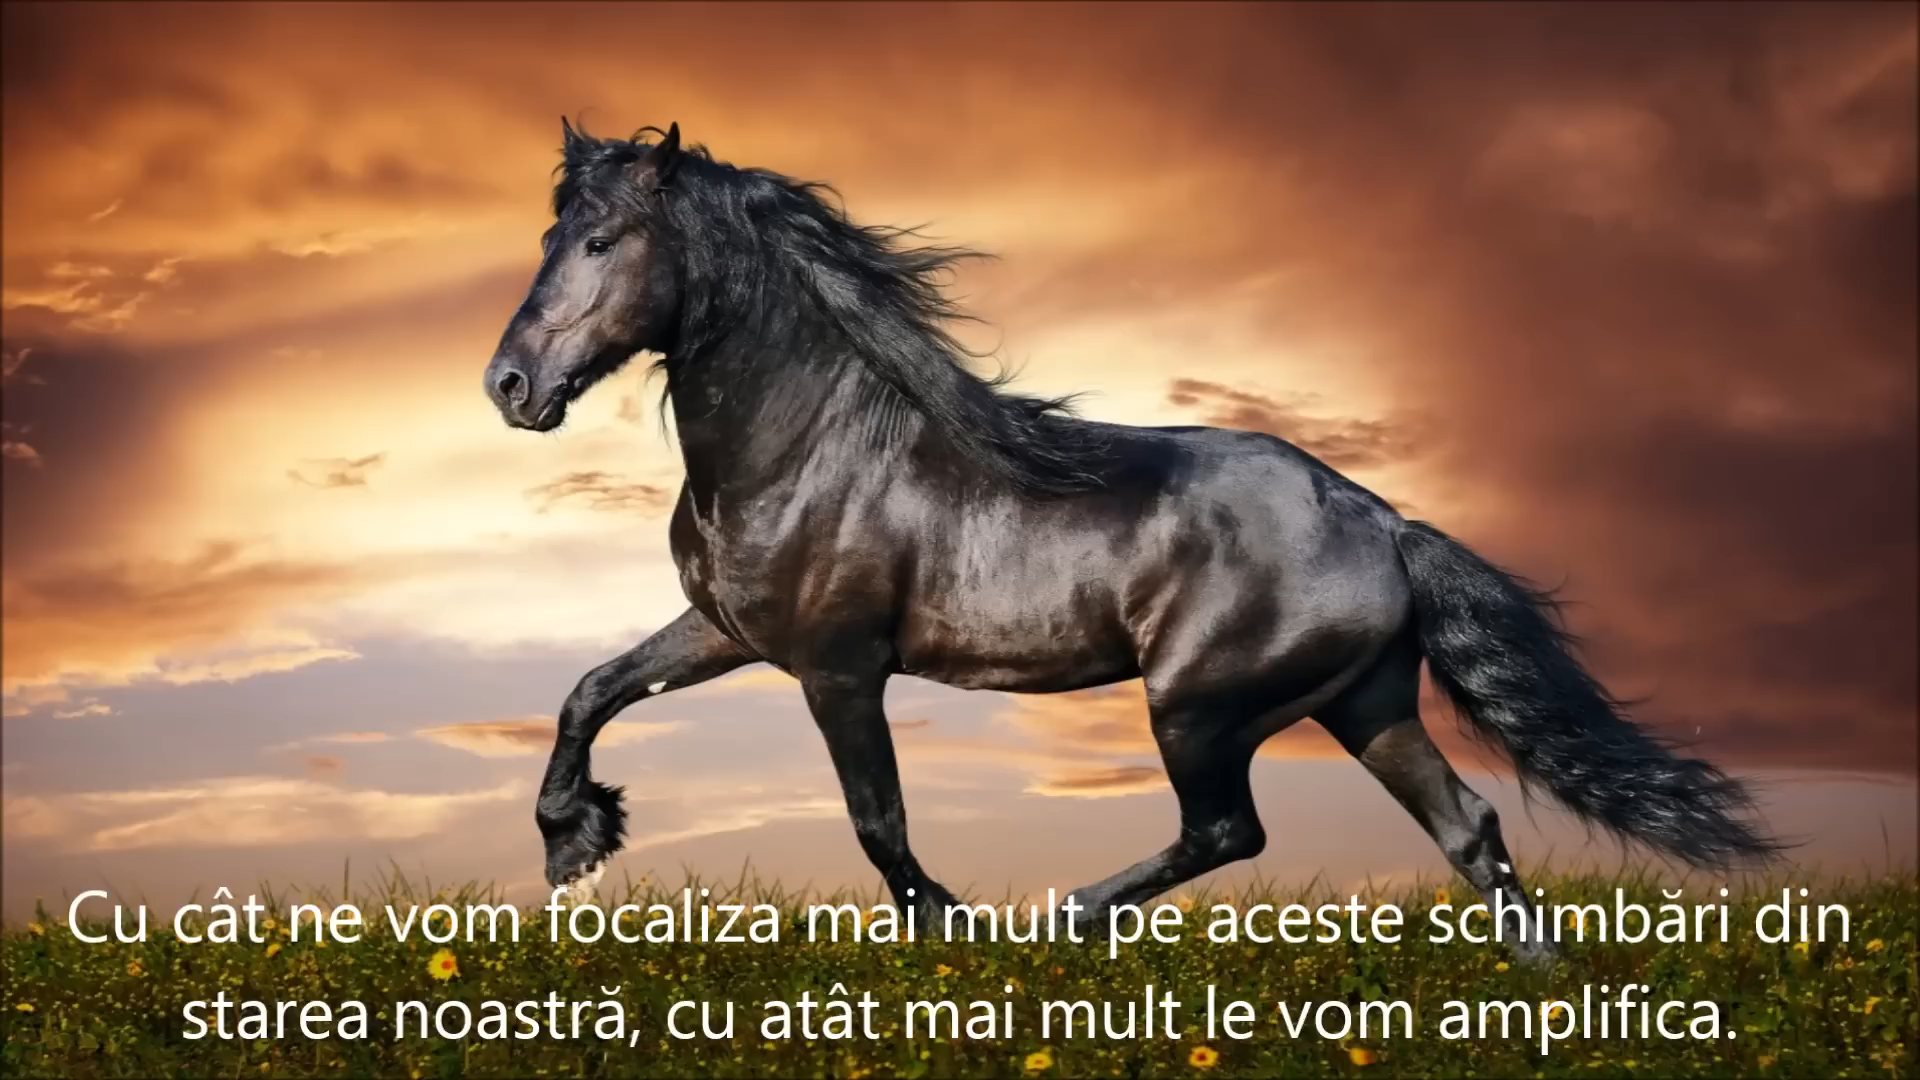 Cu cât ne vom focaliza mai mult pe aceste schimbări din
starea noastră, cu atât mai mult le vom amplifica.